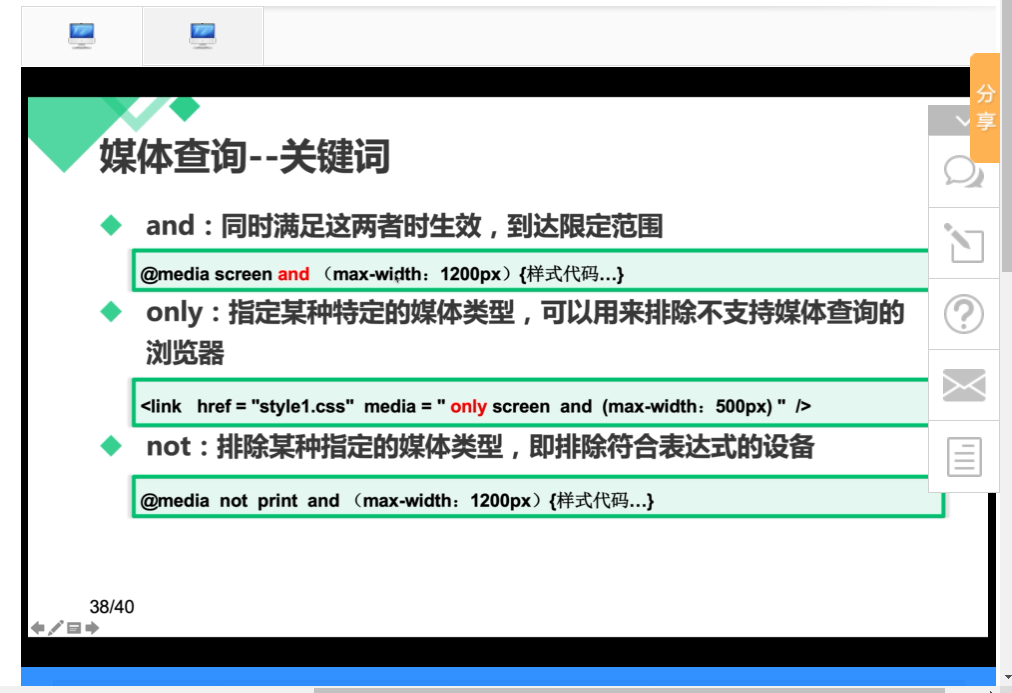 分
享
媒体查询--关键词
and：同时满足这两者时生效，到达限定范围
@media screen and （max-width：1200px）{样式代码…}
only：指定某种特定的媒体类型，可以用来排除不支持媒体查询的
浏览器
<link href = "style1.css" media = " only screen and (max-width：500px) " />
not：排除某种指定的媒体类型，即排除符合表达式的设备
@media not print and （max-width：1200px）{样式代码…}
38/40